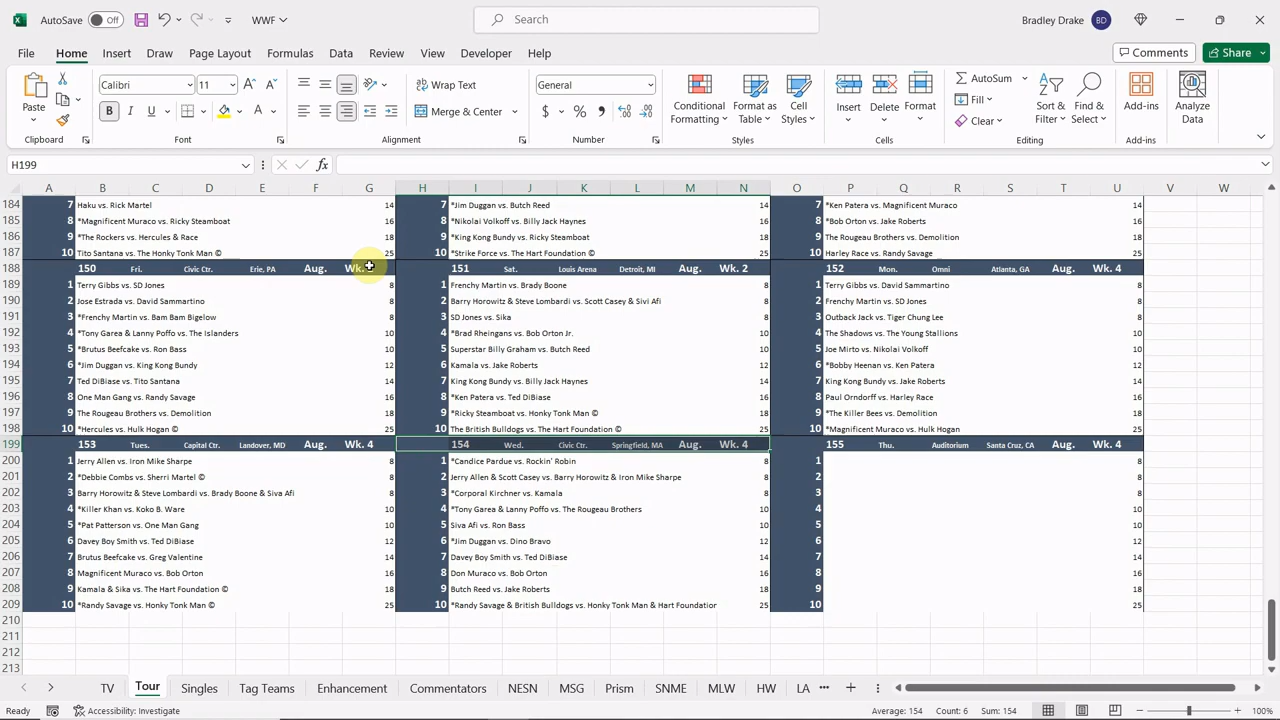 AutoSave Off WWF Search Bradley Drake BD
File Home Insert Draw Page Layout Formulas Data Review View Developer Help Comments Share
Paste Calibri 11 A A B I U A Wrap Text Merge & Center General $ % , Conditional Formatting Format as Table Cell Styles Insert Delete Format AutoSum Fill Clear Sort & Filter Find & Select Add-ins Analyze Data
Clipboard Font Alignment Number Styles Cells Editing Add-ins
H199 fx
A B C D E F G H I J K L M N O P Q R S T U V W
184 7 Haku vs. Rick Martel 14 7 *Jim Duggan vs. Butch Reed 14 7 *Ken Patera vs. Magnificent Muraco 14
185 8 *Magnificent Muraco vs. Ricky Steamboat 16 8 *Nikolai Volkoff vs. Billy Jack Haynes 16 8 *Bob Orton vs. Jake Roberts 16
186 9 *The Rockers vs. Hercules & Race 18 9 *King Kong Bundy vs. Ricky Steamboat 18 9 The Rougeau Brothers vs. Demolition 18
187 10 Tito Santana vs. The Honky Tonk Man © 25 10 *Strike Force vs. The Hart Foundation © 25 10 Harley Race vs. Randy Savage 25
188 150 Fri. Civic Ctr. Erie, PA Aug. Wk. 151 Sat. Louis Arena Detroit, MI Aug. Wk. 2 152 Mon. Omni Atlanta, GA Aug. Wk. 4
189 1 Terry Gibbs vs. SD Jones 8 1 Frenchy Martin vs. Brady Boone 8 1 Terry Gibbs vs. David Sammartino 8
190 2 Jose Estrada vs. David Sammartino 8 2 Barry Horowitz & Steve Lombardi vs. Scott Casey & Sivi Afi 8 2 Frenchy Martin vs. SD Jones 8
191 3 *Frenchy Martin vs. Bam Bam Bigelow 8 3 SD Jones vs. Sika 8 3 Outback Jack vs. Tiger Chung Lee 8
192 4 *Tony Garea & Lanny Poffo vs. The Islanders 10 4 *Brad Rheingans vs. Bob Orton Jr. 10 4 The Shadows vs. The Young Stallions 10
193 5 *Brutus Beefcake vs. Ron Bass 10 5 Superstar Billy Graham vs. Butch Reed 10 5 Joe Mirto vs. Nikolai Volkoff 10
194 6 *Jim Duggan vs. King Kong Bundy 12 6 Kamala vs. Jake Roberts 12 6 *Bobby Heenan vs. Ken Patera 12
195 7 Ted DiBiase vs. Tito Santana 14 7 King Kong Bundy vs. Billy Jack Haynes 14 7 King Kong Bundy vs. Jake Roberts 14
196 8 One Man Gang vs. Randy Savage 16 8 *Ken Patera vs. Ted DiBiase 16 8 Paul Orndorff vs. Harley Race 16
197 9 The Rougeau Brothers vs. Demolition 18 9 *Ricky Steamboat vs. Honky Tonk Man © 18 9 *The Killer Bees vs. Demolition 18
198 10 *Hercules vs. Hulk Hogan © 25 10 The British Bulldogs vs. The Hart Foundation © 25 10 *Magnificent Muraco vs. Hulk Hogan 25
199 153 Tues. Capital Ctr. Landover, MD Aug. Wk. 4 154 Wed. Civic Ctr. Springfield, MA Aug. Wk. 4 155 Thu. Auditorium Santa Cruz, CA Aug. Wk. 4
200 1 Jerry Allen vs. Iron Mike Sharpe 8 1 *Candice Pardue vs. Rockin' Robin 8 1 8
201 2 *Debbie Combs vs. Sherri Martel © 8 2 Jerry Allen & Scott Casey vs. Barry Horowitz & Iron Mike Sharpe 8 2 8
202 3 Barry Horowitz & Steve Lombardi vs. Brady Boone & Siva Afi 8 3 *Corporal Kirchner vs. Kamala 8 3 8
203 4 *Killer Khan vs. Koko B. Ware 10 4 *Tony Garea & Lanny Poffo vs. The Rougeau Brothers 10 4 10
204 5 *Pat Patterson vs. One Man Gang 10 5 Siva Afi vs. Ron Bass 10 5 10
205 6 Davey Boy Smith vs. Ted DiBiase 12 6 *Jim Duggan vs. Dino Bravo 12 6 12
206 7 Brutus Beefcake vs. Greg Valentine 14 7 Davey Boy Smith vs. Ted DiBiase 14 7 14
207 8 Magnificent Muraco vs. Bob Orton 16 8 Don Muraco vs. Bob Orton 16 8 16
208 9 Kamala & Sika vs. The Hart Foundation © 18 9 Butch Reed vs. Jake Roberts 18 9 18
209 10 *Randy Savage vs. Honky Tonk Man © 25 10 *Randy Savage & British Bulldogs vs. Honky Tonk Man & Hart Foundation 25 10 25
210
211
212
213
TV Tour Singles Tag Teams Enhancement Commentators NESN MSG Prism SNME MLW HW LA
Ready Accessibility: Investigate Average: 154 Count: 6 Sum: 154 100%